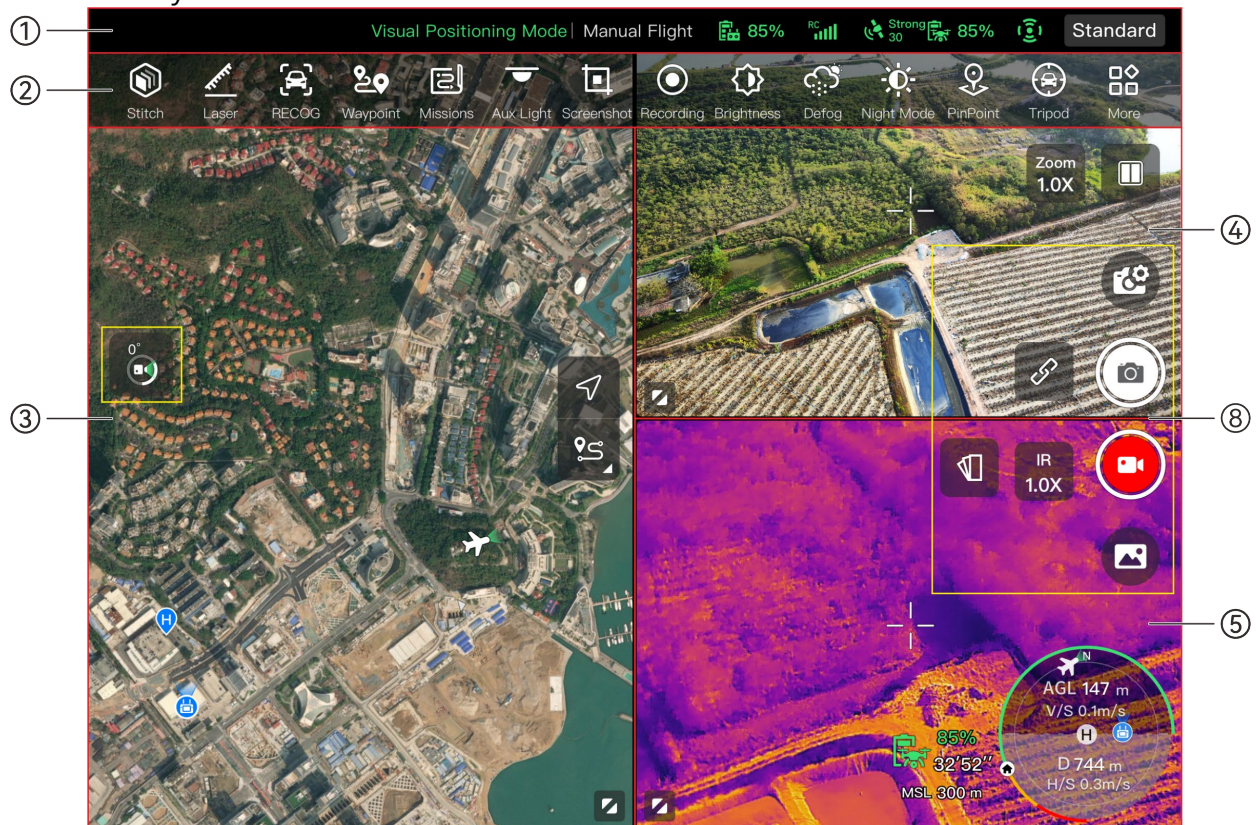 ① Visual Positioning Mode | Manual Flight 85% RC Strong 30 85% Standard
② Stitch Laser RECOG Waypoint Missions Aux Light Screenshot Recording Brightness Defog Night Mode PinPoint Tripod More
Zoom
1.0X
④
0°
③
⑧
IR
1.0X
H
⑤
N
AGL 147 m
V/S 0.1m/s
H
85%
32'52"
MSL 300 m
D 744 m
H/S 0.3m/s